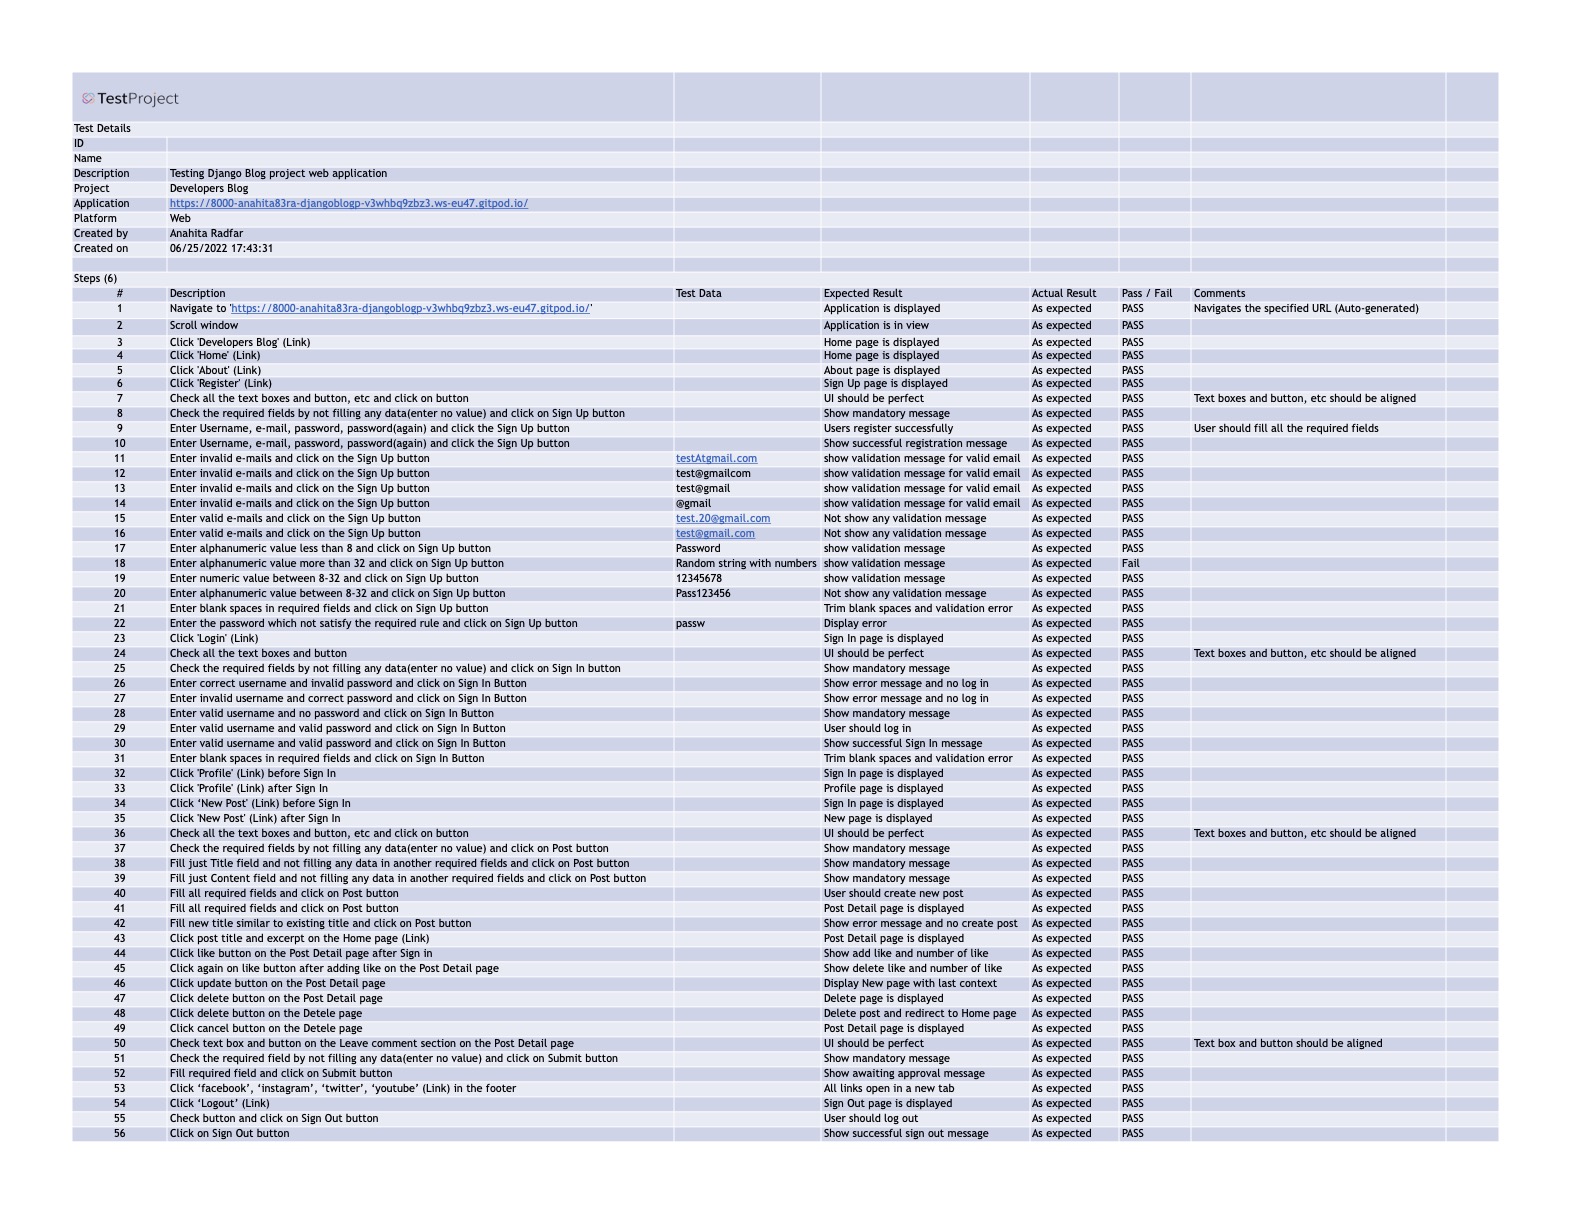 TestProject
Test Details
ID
Name
Description Testing Django Blog project web application
Project Developers Blog
Application https://8000-anahita83ra-djangoblogp-v3whbq9zbz3.ws-eu47.gitpod.io/
Platform Web
Created by Anahita Radfar
Created on 06/25/2022 17:43:31
Steps (6)
# Description Test Data Expected Result Actual Result Pass / Fail Comments
1 Navigate to 'https://8000-anahita83ra-djangoblogp-v3whbq9zbz3.ws-eu47.gitpod.io/' Application is displayed As expected PASS Navigates the specified URL (Auto-generated)
2 Scroll window Application is in view As expected PASS
3 Click 'Developers Blog' (Link) Home page is displayed As expected PASS
4 Click 'Home' (Link) Home page is displayed As expected PASS
5 Click 'About' (Link) About page is displayed As expected PASS
6 Click 'Register' (Link) Sign Up page is displayed As expected PASS
7 Check all the text boxes and button, etc and click on button UI should be perfect As expected PASS Text boxes and button, etc should be aligned
8 Check the required fields by not filling any data(enter no value) and click on Sign Up button Show mandatory message As expected PASS
9 Enter Username, e-mail, password, password(again) and click the Sign Up button Users register successfully As expected PASS User should fill all the required fields
10 Enter Username, e-mail, password, password(again) and click the Sign Up button Show successful registration message As expected PASS
11 Enter invalid e-mails and click on the Sign Up button testAtgmail.com show validation message for valid email As expected PASS
12 Enter invalid e-mails and click on the Sign Up button test@gmailcom show validation message for valid email As expected PASS
13 Enter invalid e-mails and click on the Sign Up button test@gmail show validation message for valid email As expected PASS
14 Enter invalid e-mails and click on the Sign Up button @gmail show validation message for valid email As expected PASS
15 Enter valid e-mails and click on the Sign Up button test.20@gmail.com Not show any validation message As expected PASS
16 Enter valid e-mails and click on the Sign Up button test@gmail.com Not show any validation message As expected PASS
17 Enter alphanumeric value less than 8 and click on Sign Up button Password show validation message As expected PASS
18 Enter alphanumeric value more than 32 and click on Sign Up button Random string with numbers show validation message As expected Fail
19 Enter numeric value between 8-32 and click on Sign Up button 12345678 show validation message As expected PASS
20 Enter alphanumeric value between 8-32 and click on Sign Up button Pass123456 Not show any validation message As expected PASS
21 Enter blank spaces in required fields and click on Sign Up button Trim blank spaces and validation error As expected PASS
22 Enter the password which not satisfy the required rule and click on Sign Up button passw Display error As expected PASS
23 Click 'Login' (Link) Sign In page is displayed As expected PASS
24 Check all the text boxes and button UI should be perfect As expected PASS Text boxes and button, etc should be aligned
25 Check the required fields by not filling any data(enter no value) and click on Sign In button Show mandatory message As expected PASS
26 Enter correct username and invalid password and click on Sign In Button Show error message and no log in As expected PASS
27 Enter invalid username and correct password and click on Sign In Button Show error message and no log in As expected PASS
28 Enter valid username and no password and click on Sign In Button Show mandatory message As expected PASS
29 Enter valid username and valid password and click on Sign In Button User should log in As expected PASS
30 Enter valid username and valid password and click on Sign In Button Show successful Sign In message As expected PASS
31 Enter blank spaces in required fields and click on Sign In Button Trim blank spaces and validation error As expected PASS
32 Click 'Profile' (Link) before Sign In Sign In page is displayed As expected PASS
33 Click 'Profile' (Link) after Sign In Profile page is displayed As expected PASS
34 Click ‘New Post' (Link) before Sign In Sign In page is displayed As expected PASS
35 Click 'New Post' (Link) after Sign In New page is displayed As expected PASS
36 Check all the text boxes and button, etc and click on button UI should be perfect As expected PASS Text boxes and button, etc should be aligned
37 Check the required fields by not filling any data(enter no value) and click on Post button Show mandatory message As expected PASS
38 Fill just Title field and not filling any data in another required fields and click on Post button Show mandatory message As expected PASS
39 Fill just Content field and not filling any data in another required fields and click on Post button Show mandatory message As expected PASS
40 Fill all required fields and click on Post button User should create new post As expected PASS
41 Fill all required fields and click on Post button Post Detail page is displayed As expected PASS
42 Fill new title similar to existing title and click on Post button Show error message and no create post As expected PASS
43 Click post title and excerpt on the Home page (Link) Post Detail page is displayed As expected PASS
44 Click like button on the Post Detail page after Sign in Show add like and number of like As expected PASS
45 Click again on like button after adding like on the Post Detail page Show delete like and number of like As expected PASS
46 Click update button on the Post Detail page Display New page with last context As expected PASS
47 Click delete button on the Post Detail page Delete page is displayed As expected PASS
48 Click delete button on the Detele page Delete post and redirect to Home page As expected PASS
49 Click cancel button on the Detele page Post Detail page is displayed As expected PASS
50 Check text box and button on the Leave comment section on the Post Detail page UI should be perfect As expected PASS Text box and button should be aligned
51 Check the required field by not filling any data(enter no value) and click on Submit button Show mandatory message As expected PASS
52 Fill required field and click on Submit button Show awaiting approval message As expected PASS
53 Click ‘facebook’, ‘instagram’, ‘twitter’, ‘youtube’ (Link) in the footer All links open in a new tab As expected PASS
54 Click ‘Logout’ (Link) Sign Out page is displayed As expected PASS
55 Check button and click on Sign Out button User should log out As expected PASS
56 Click on Sign Out button Show successful sign out message As expected PASS